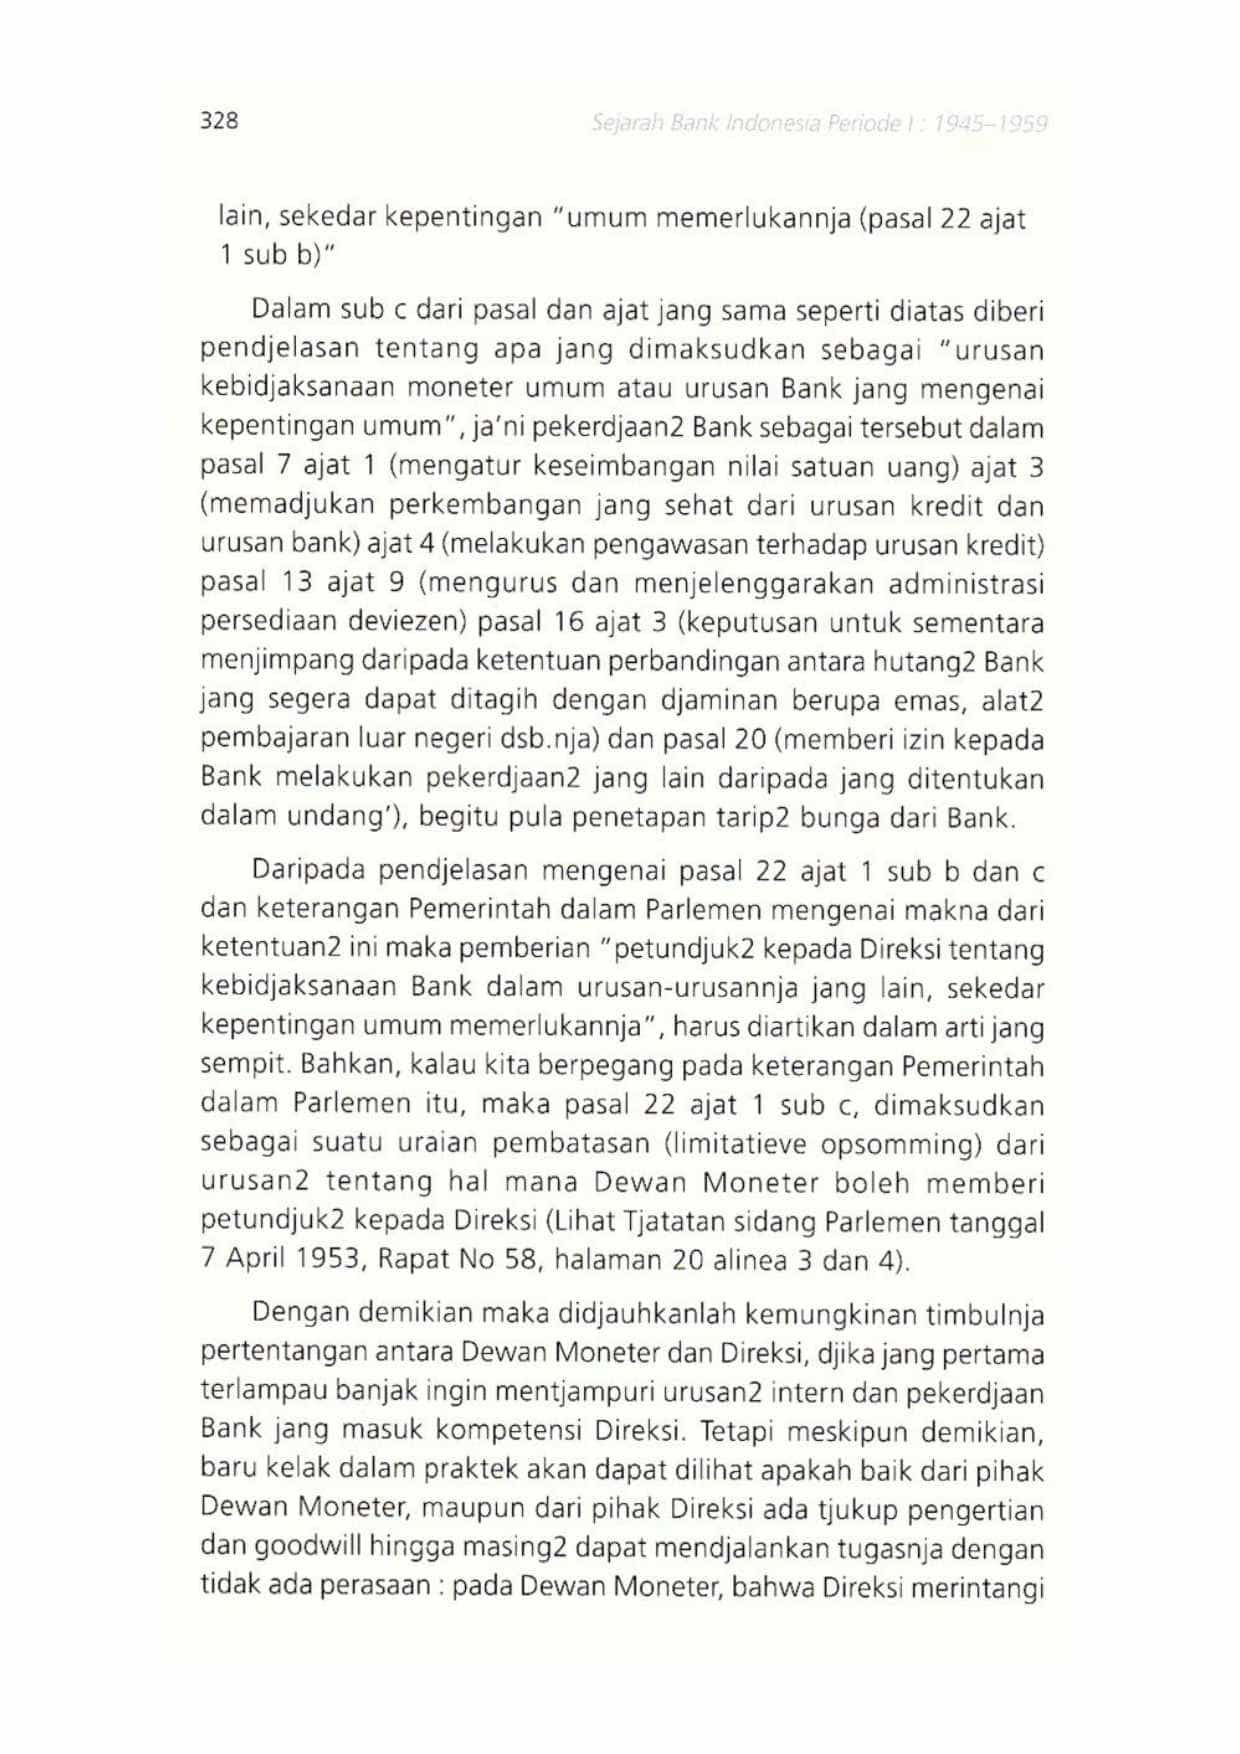 328
Sejarah Bank Indonesia Periode I : 1945–1959
lain, sekedar kepentingan "umum memerlukannja (pasal 22 ajat
1 sub b)"
Dalam sub c dari pasal dan ajat jang sama seperti diatas diberi
pendjelasan tentang apa jang dimaksudkan sebagai "urusan
kebidjaksanaan moneter umum atau urusan Bank jang mengenai
kepentingan umum", ja'ni pekerdjaan2 Bank sebagai tersebut dalam
pasal 7 ajat 1 (mengatur keseimbangan nilai satuan uang) ajat 3
(memadjukan perkembangan jang sehat dari urusan kredit dan
urusan bank) ajat 4 (melakukan pengawasan terhadap urusan kredit)
pasal 13 ajat 9 (mengurus dan menjelenggarakan administrasi
persediaan deviezen) pasal 16 ajat 3 (keputusan untuk sementara
menjimpang daripada ketentuan perbandingan antara hutang2 Bank
jang segera dapat ditagih dengan djaminan berupa emas, alat2
pembajaran luar negeri dsb.nja) dan pasal 20 (memberi izin kepada
Bank melakukan pekerdjaan2 jang lain daripada jang ditentukan
dalam undang'), begitu pula penetapan tarip2 bunga dari Bank.
Daripada pendjelasan mengenai pasal 22 ajat 1 sub b dan c
dan keterangan Pemerintah dalam Parlemen mengenai makna dari
ketentuan2 ini maka pemberian "petundjuk2 kepada Direksi tentang
kebidjaksanaan Bank dalam urusan-urusannja jang lain, sekedar
kepentingan umum memerlukannja", harus diartikan dalam arti jang
sempit. Bahkan, kalau kita berpegang pada keterangan Pemerintah
dalam Parlemen itu, maka pasal 22 ajat 1 sub c, dimaksudkan
sebagai suatu uraian pembatasan (limitatieve opsomming) dari
urusan2 tentang hal mana Dewan Moneter boleh memberi
petundjuk2 kepada Direksi (Lihat Tjatatan sidang Parlemen tanggal
7 April 1953, Rapat No 58, halaman 20 alinea 3 dan 4).
Dengan demikian maka didjauhkanlah kemungkinan timbulnja
pertentangan antara Dewan Moneter dan Direksi, djika jang pertama
terlampau banjak ingin mentjampuri urusan2 intern dan pekerdjaan
Bank jang masuk kompetensi Direksi. Tetapi meskipun demikian,
baru kelak dalam praktek akan dapat dilihat apakah baik dari pihak
Dewan Moneter, maupun dari pihak Direksi ada tjukup pengertian
dan goodwill hingga masing2 dapat mendjalankan tugasnja dengan
tidak ada perasaan : pada Dewan Moneter, bahwa Direksi merintangi